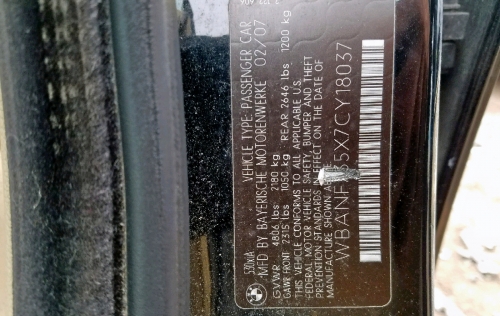 530xiA
VEHICLE TYPE: PASSENGER CAR
MFD BY BAYERISCHE MOTORENWERKE 02/07
GVWR 4806 lbs 2180 kg
GAWR FRONT 2315 lbs 1050 kg REAR 2646 lbs 1200 kg
THIS VEHICLE CONFORMS TO ALL APPLICABLE U.S.
FEDERAL MOTOR VEHICLE SAFETY, BUMPER AND THEFT
PREVENTION STANDARDS IN EFFECT ON THE DATE OF
MANUFACTURE SHOWN ABOVE